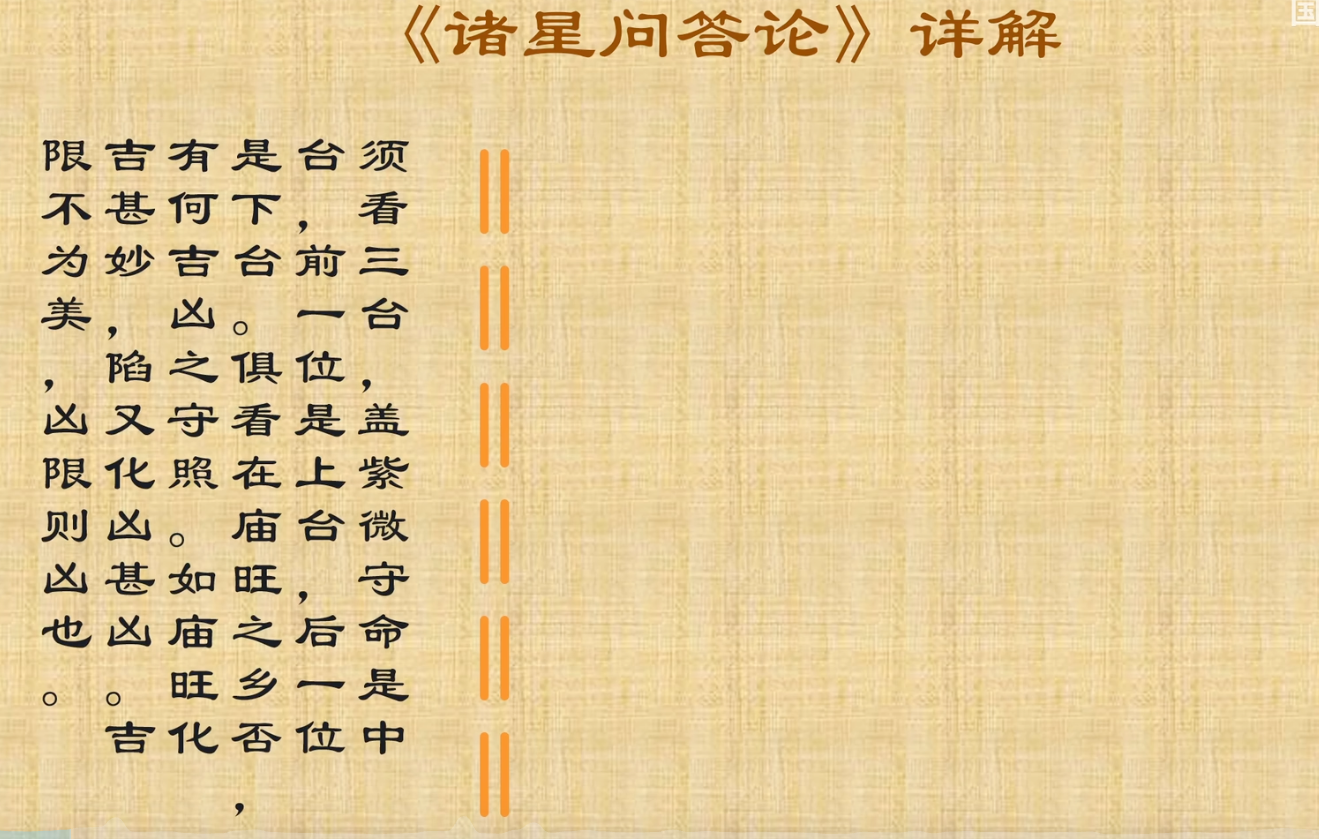 《诸星问答论》详解
国
须看三台，盖紫微守命是中
台，前一位是上台，后一位
是下台。俱看在庙旺之乡否，
有何吉凶之守照。如庙旺化
吉甚妙，陷又化凶甚凶。吉
限不为美，凶限则凶也。